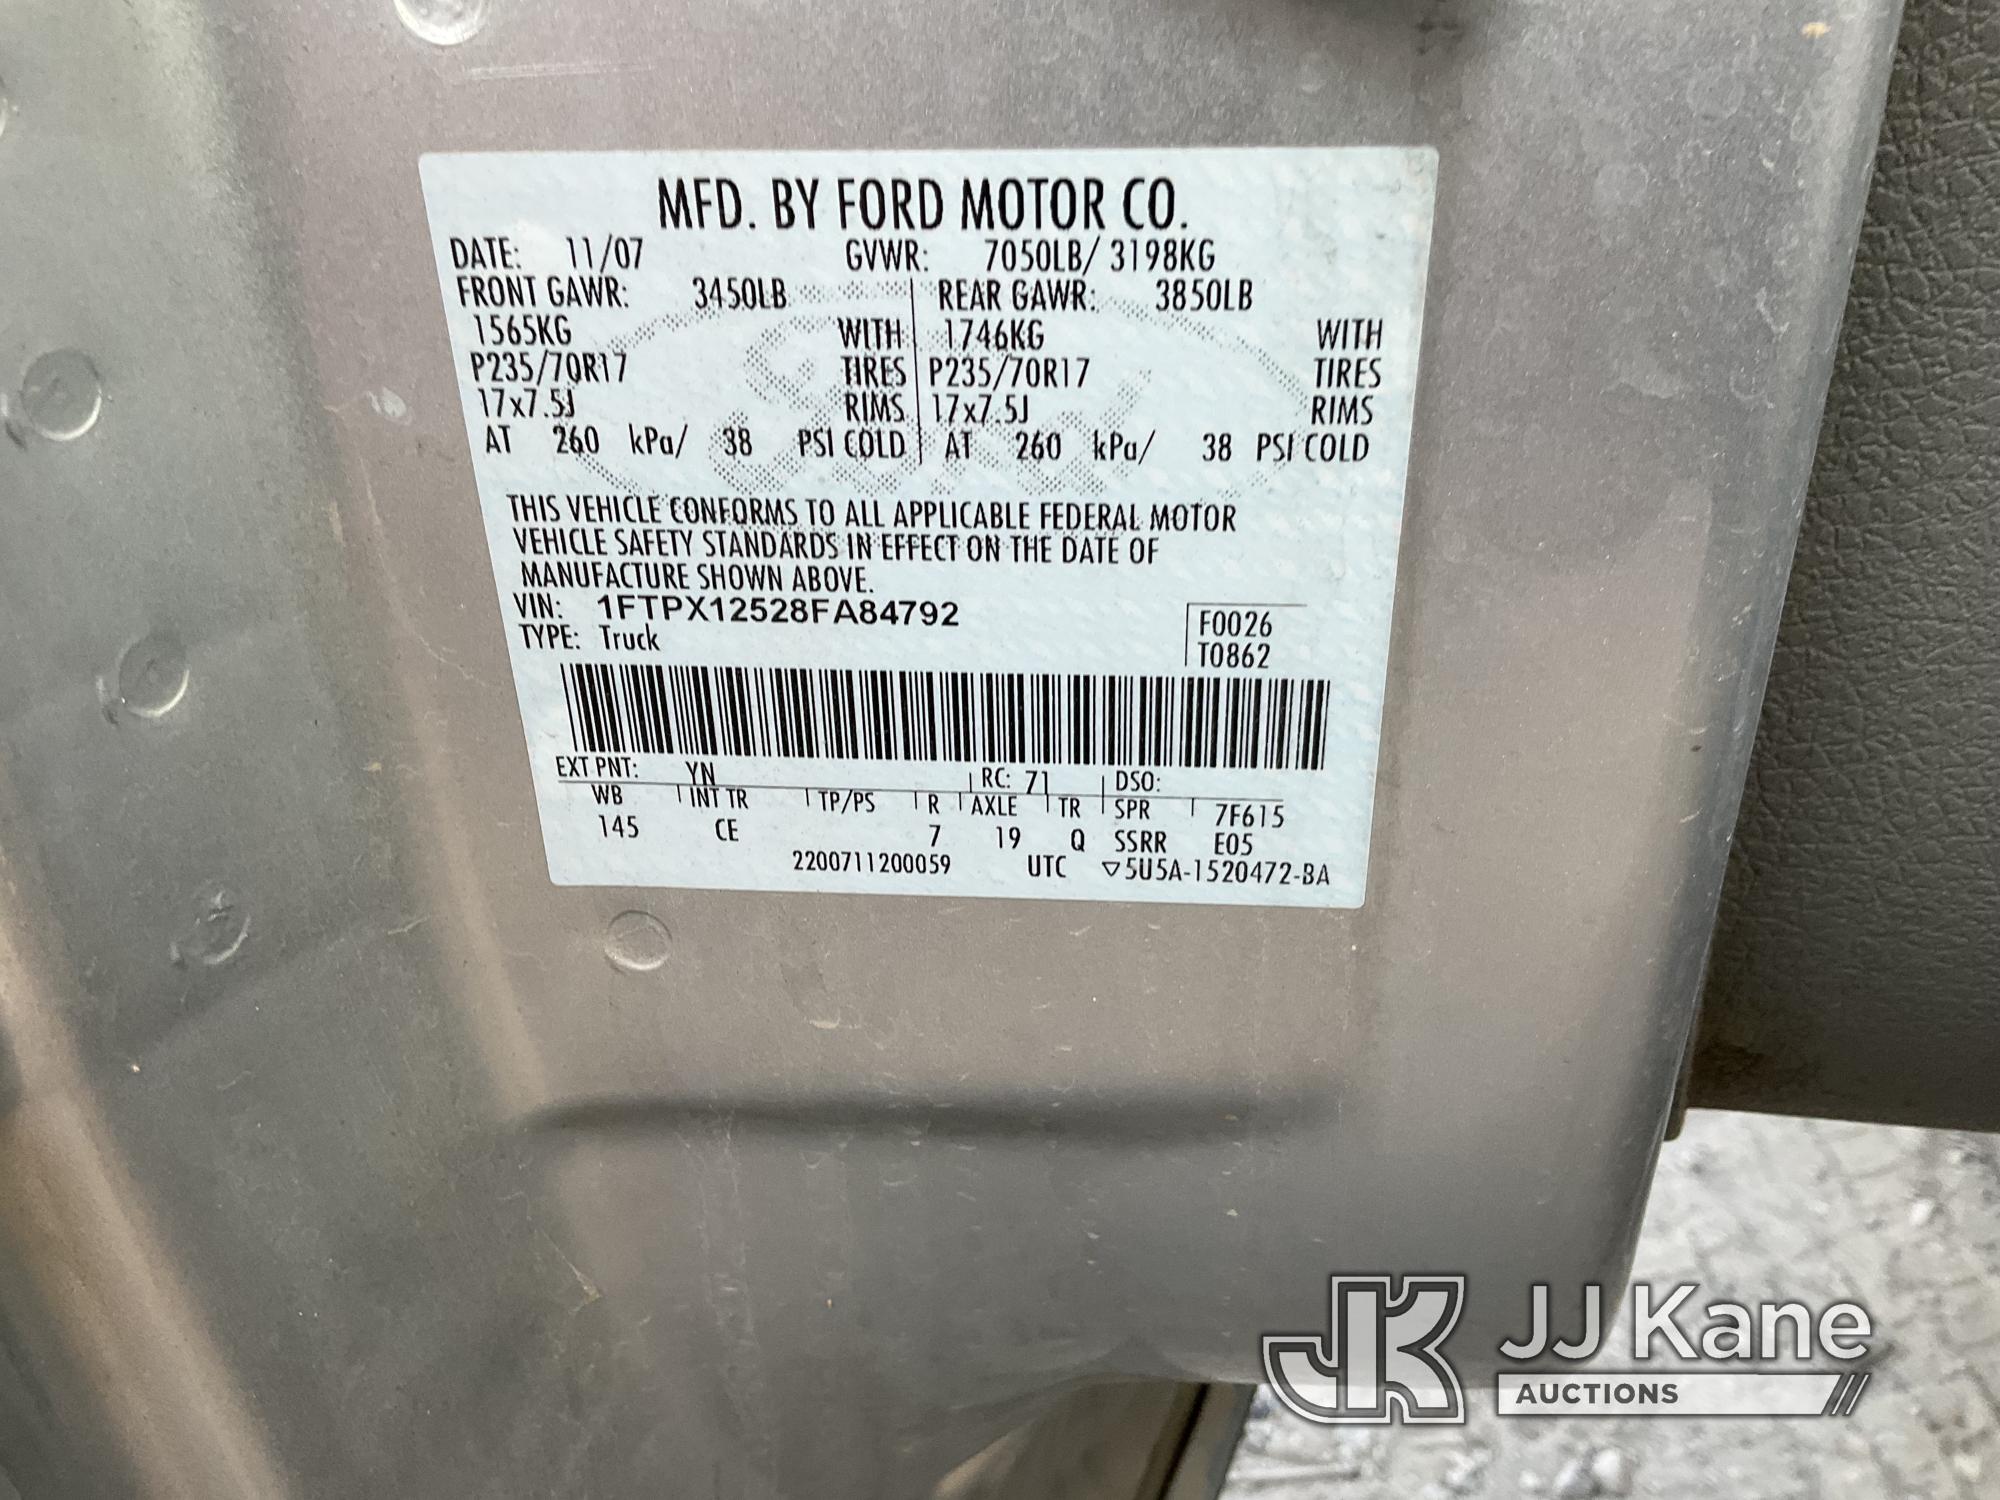 MFD. BY FORD MOTOR CO.
DATE: 11/07 GVWR: 7050LB/ 3198KG
FRONT GAWR: 3450LB REAR GAWR: 3850LB
1565KG WITH 1746KG WITH
P235/70R17 TIRES P235/70R17 TIRES
17x7.5J RIMS 17x7.5J RIMS
AT 260 kPa/ 38 PSI COLD AT 260 kPa/ 38 PSI COLD
THIS VEHICLE CONFORMS TO ALL APPLICABLE FEDERAL MOTOR
VEHICLE SAFETY STANDARDS IN EFFECT ON THE DATE OF
MANUFACTURE SHOWN ABOVE.
VIN: 1FTPX12528FA84792 F0026
TYPE: Truck T0862
EXT PNT: YN RC: 71 DSO:
WB INT TR TP/PS R AXLE TR SPR 7F615
145 CE 7 19 Q SSRR E05
2200711200059 UTC ▽5U5A-1520472-BA
JK JJ Kane
AUCTIONS